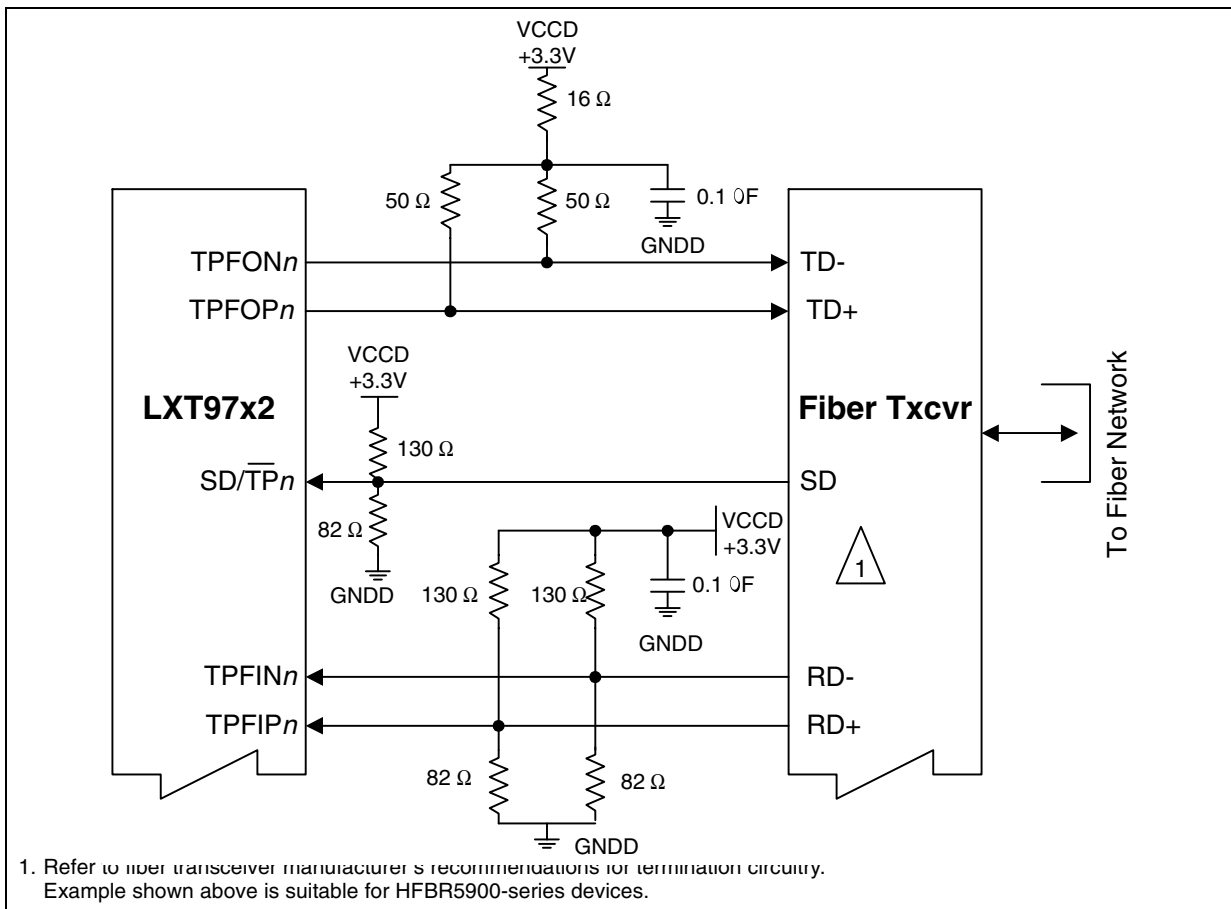 VCCD
+3.3V
16 Ω
50 Ω
50 Ω
0.1 0F
GNDD
TPFONn
TD-
TPFOPn
TD+
VCCD
+3.3V
LXT97x2
Fiber Txcvr
130 Ω
SD/TPn
SD
82 Ω
GNDD
VCCD
+3.3V
130 Ω
130 Ω
0.1 0F
GNDD
1
To Fiber Network
TPFINn
RD-
TPFIPn
RD+
82 Ω
82 Ω
GNDD
1. Refer to fiber transceiver manufacturer's recommendations for termination circuitry.
Example shown above is suitable for HFBR5900-series devices.